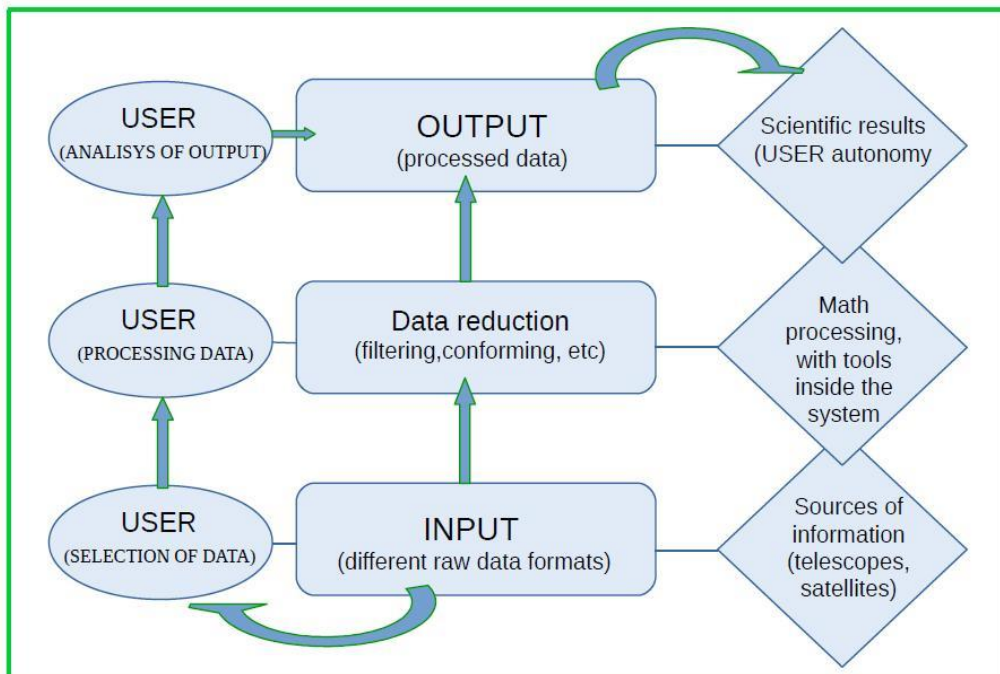 USER
(ANALISYS OF OUTPUT)
OUTPUT
(processed data)
Scientific results
(USER autonomy
USER
(PROCESSING DATA)
Data reduction
(filtering,conforming, etc)
Math
processing,
with tools
inside the
system
USER
(SELECTION OF DATA)
INPUT
(different raw data formats)
Sources of
information
(telescopes,
satellites)